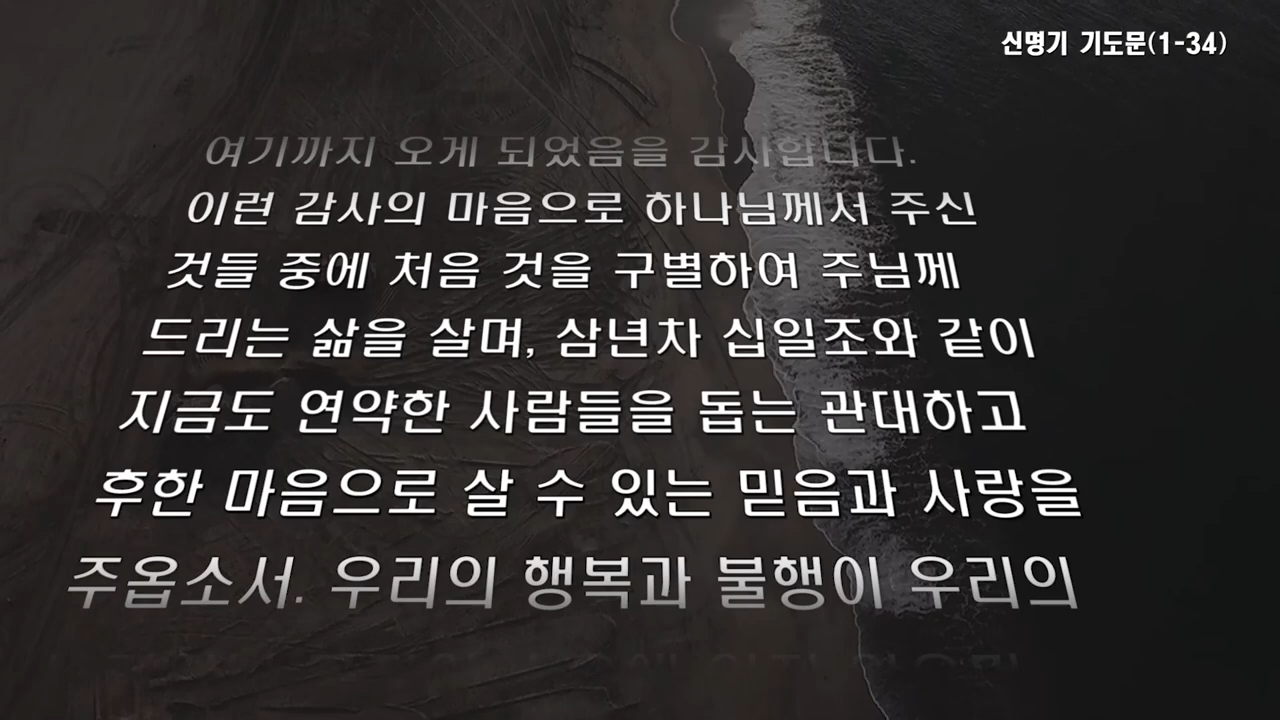 신명기 기도문(1-34)
여기까지 오게 되었음을 감사합니다.
이런 감사의 마음으로 하나님께서 주신
것들 중에 처음 것을 구별하여 주님께
드리는 삶을 살며, 삼년차 십일조와 같이
지금도 연약한 사람들을 돕는 관대하고
후한 마음으로 살 수 있는 믿음과 사랑을
주옵소서. 우리의 행복과 불행이 우리의